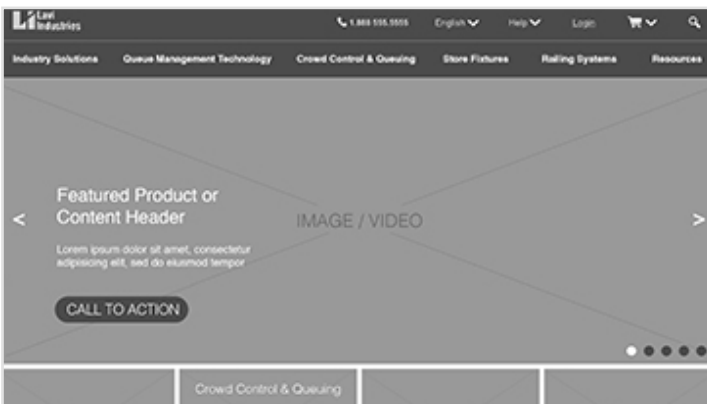 Lavi
Industries
1.888 555.5555
English
Help
Login
Industry Solutions
Queue Management Technology
Crowd Control & Queuing
Store Fixtures
Railing Systems
Resources
Featured Product or
Content Header
IMAGE / VIDEO
Lorem ipsum dolor sit amet, consectetur
adipisicing elit, sed do eiusmod tempor
CALL TO ACTION
Crowd Control & Queuing